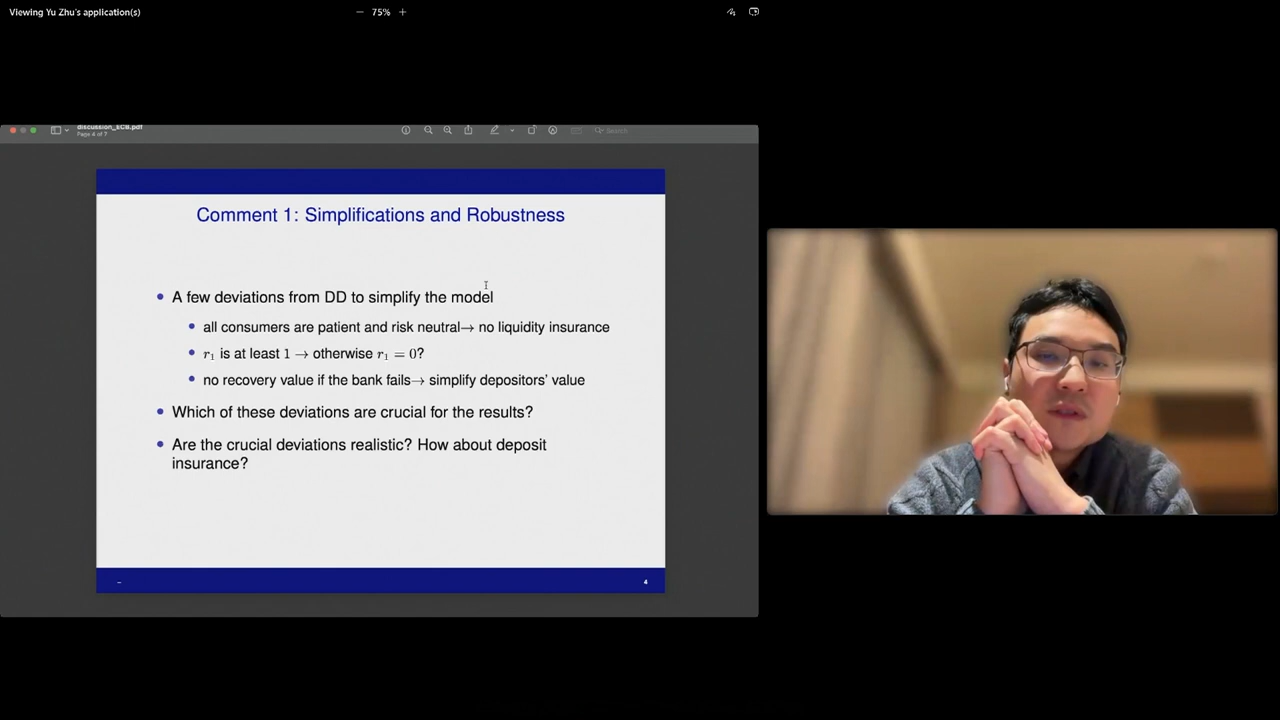 Viewing Yu Zhu's application(s)
75%
discussion_ECB.pdf
Page 4 of 7
Search
Comment 1: Simplifications and Robustness
• A few deviations from DD to simplify the model
• all consumers are patient and risk neutral→ no liquidity insurance
• r₁ is at least 1 → otherwise r₁ = 0?
• no recovery value if the bank fails→ simplify depositors' value
• Which of these deviations are crucial for the results?
• Are the crucial deviations realistic? How about deposit
insurance?
4